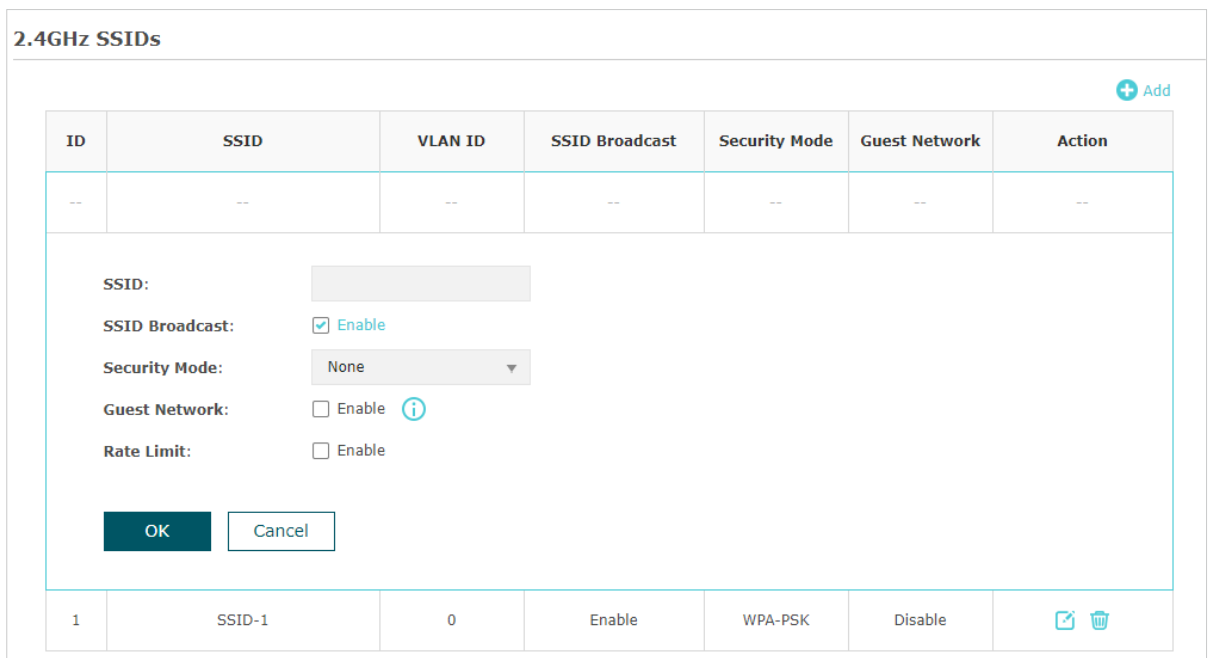 2.4GHz SSIDs
Add
ID SSID VLAN ID SSID Broadcast Security Mode Guest Network Action
-- -- -- -- -- -- --
SSID:
SSID Broadcast: Enable
Security Mode: None
Guest Network: Enable
Rate Limit: Enable
OK Cancel
1 SSID-1 0 Enable WPA-PSK Disable